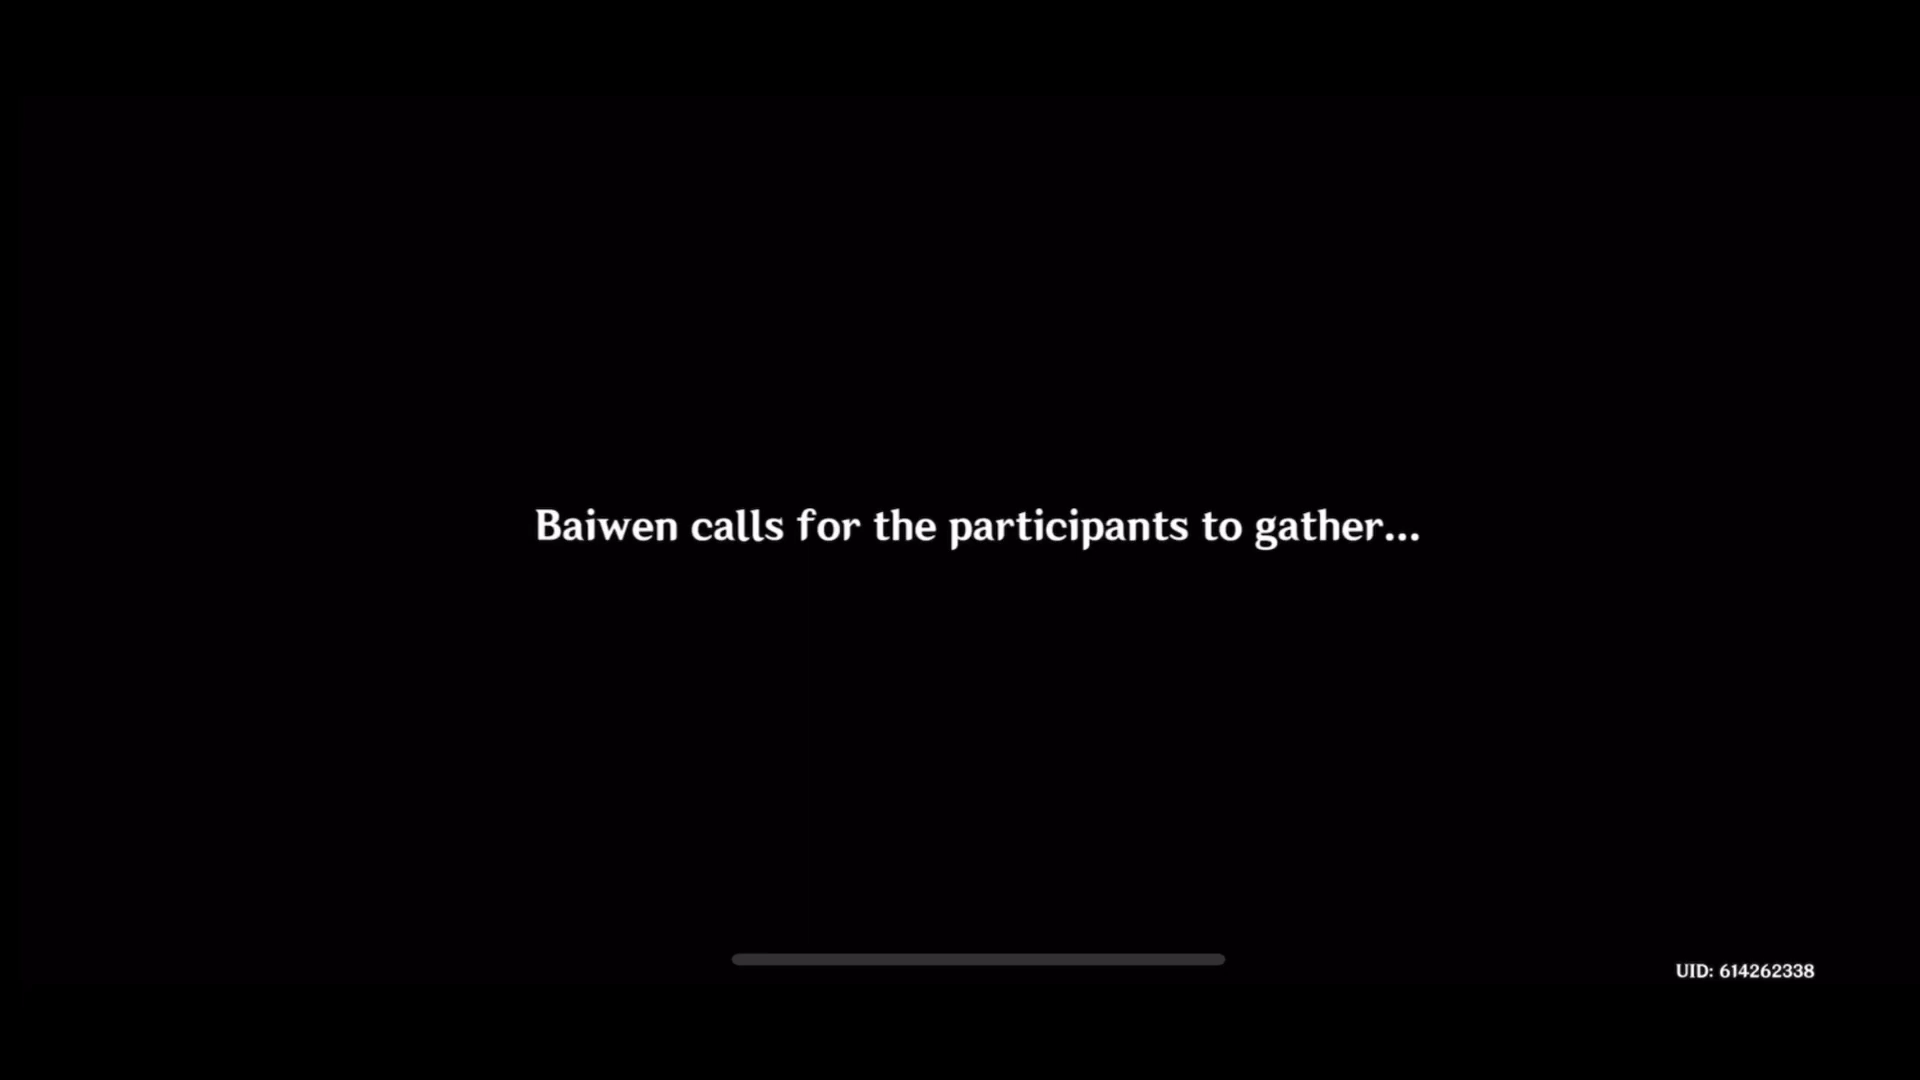 Baiwen calls for the participants to gather...
UID: 614262338